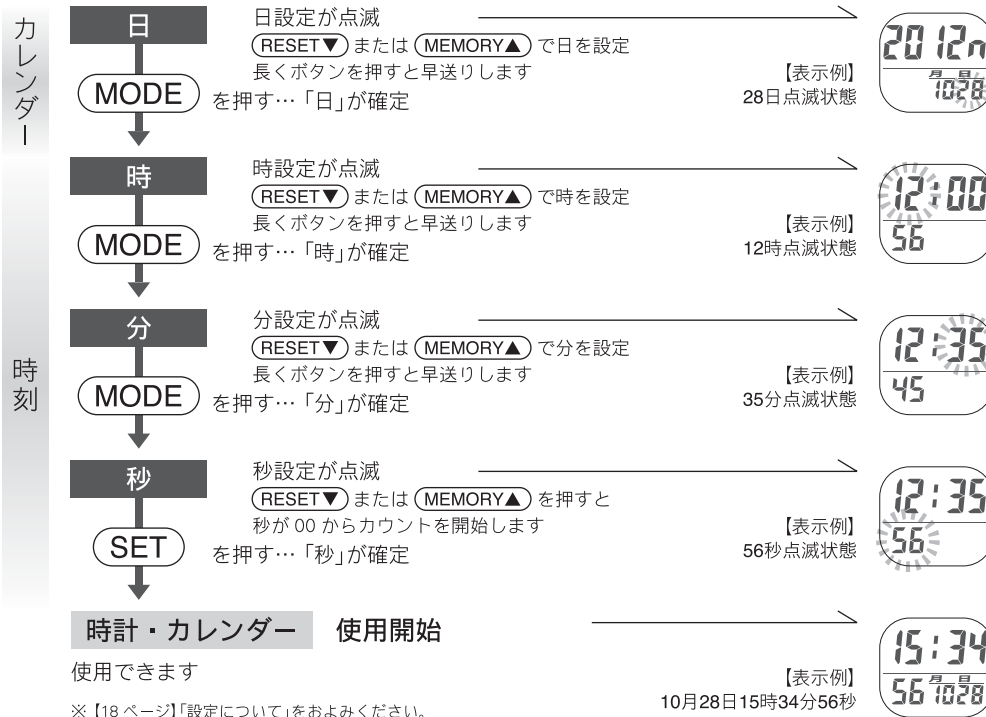 カレンダー
日
日設定が点滅
RESET▼ または MEMORY▲ で日を設定
長くボタンを押すと早送りします
MODE を押す…「日」が確定
【表示例】
28日点滅状態
2012n
月 日
1028
時刻
時
時設定が点滅
RESET▼ または MEMORY▲ で時を設定
長くボタンを押すと早送りします
MODE を押す…「時」が確定
【表示例】
12時点滅状態
12:00
56
分
分設定が点滅
RESET▼ または MEMORY▲ で分を設定
長くボタンを押すと早送りします
MODE を押す…「分」が確定
【表示例】
35分点滅状態
12:35
45
秒
秒設定が点滅
RESET▼ または MEMORY▲ を押すと
秒が 00 からカウントを開始します
SET を押す…「秒」が確定
【表示例】
56秒点滅状態
12:35
56
時計・カレンダー 使用開始
使用できます
【表示例】
10月28日15時34分56秒
15:34
月 日
56 1028
※【18 ページ】「設定について」をおよみください。